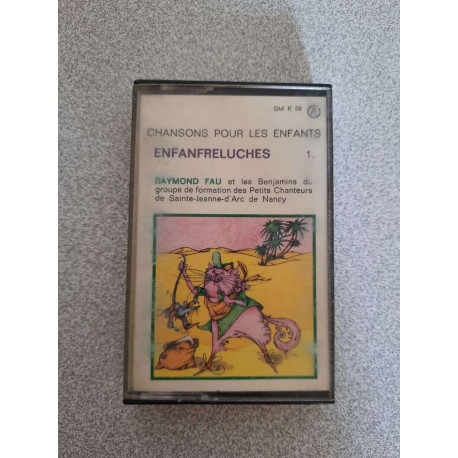 SM K 59
CHANSONS POUR LES ENFANTS
ENFANFRELUCHES 1.
RAYMOND FAU et les Benjamins du
groupe de formation des Petits Chanteurs
de Sainte-Jeanne-d'Arc de Nancy